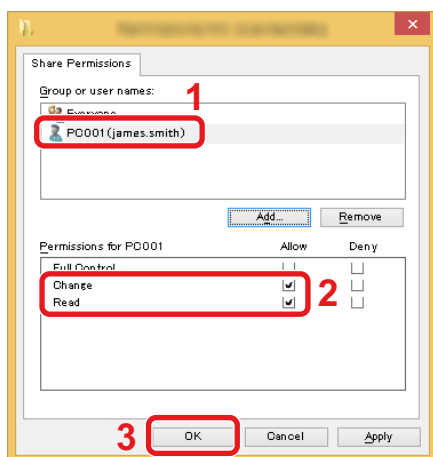 Share Permissions
Group or user names:
1
Everyone
PC001(james.smith)
Add... Remove
Permissions for PC001 Allow Deny
Full Control
Change
Read
2
3
OK Cancel Apply